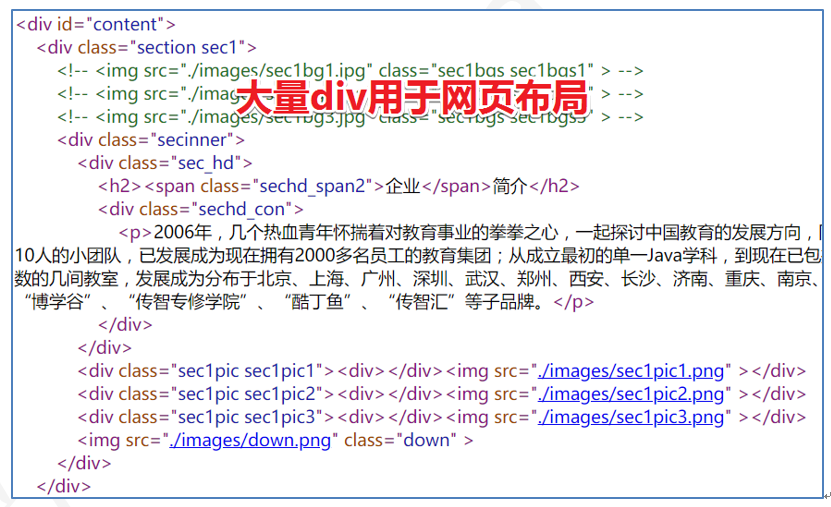 <div id="content">
<div class="section sec1">
<!-- <img src="./images/sec1bg1.jpg" class="sec1bgs sec1bgs1" > -->
大量div用于网页布局
<!-- <img src="./images/se
<!-- <img src="./images/sec1bg3.jpg" class="sec1bgs sec1bgs3" > -->
<div class="secinner">
<div class="sec_hd">
<h2><span class="sechd_span2">企业</span>简介</h2>
<div class="sechd_con">
<p>2006年，几个热血青年怀揣着对教育事业的拳拳之心，一起探讨中国教育的发展方向，
10人的小团队，已发展成为现在拥有2000多名员工的教育集团；从成立最初的单一Java学科，到现在已包
数的几间教室，发展成为分布于北京、上海、广州、深圳、武汉、郑州、西安、长沙、济南、重庆、南京、
“博学谷”、“传智专修学院”、“酷丁鱼”、“传智汇”等子品牌。</p>
</div>
</div>
<div class="sec1pic sec1pic1"><div></div><img src="./images/sec1pic1.png" ></div>
<div class="sec1pic sec1pic2"><div></div><img src="./images/sec1pic2.png" ></div>
<div class="sec1pic sec1pic3"><div></div><img src="./images/sec1pic3.png" ></div>
<img src="./images/down.png" class="down" >
</div>
</div>